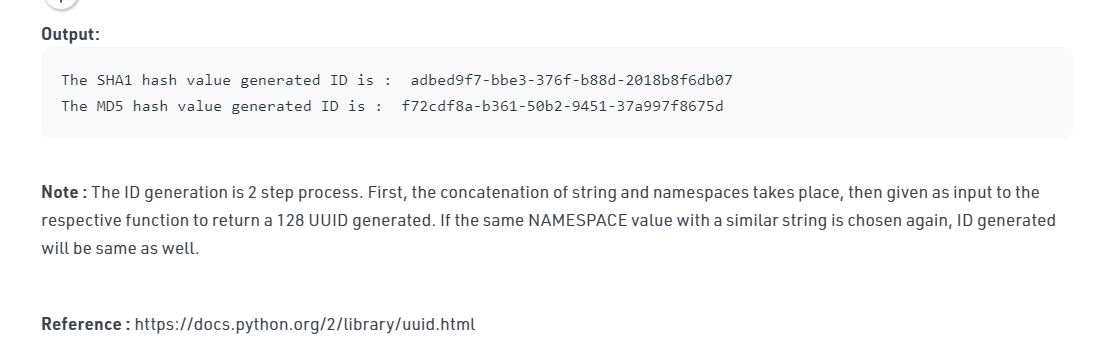 Output:
The SHA1 hash value generated ID is :  adbed9f7-bbe3-376f-b88d-2018b8f6db07
The MD5 hash value generated ID is :  f72cdf8a-b361-50b2-9451-37a997f8675d
Note : The ID generation is 2 step process. First, the concatenation of string and namespaces takes place, then given as input to the
respective function to return a 128 UUID generated. If the same NAMESPACE value with a similar string is chosen again, ID generated
will be same as well.
Reference : https://docs.python.org/2/library/uuid.html